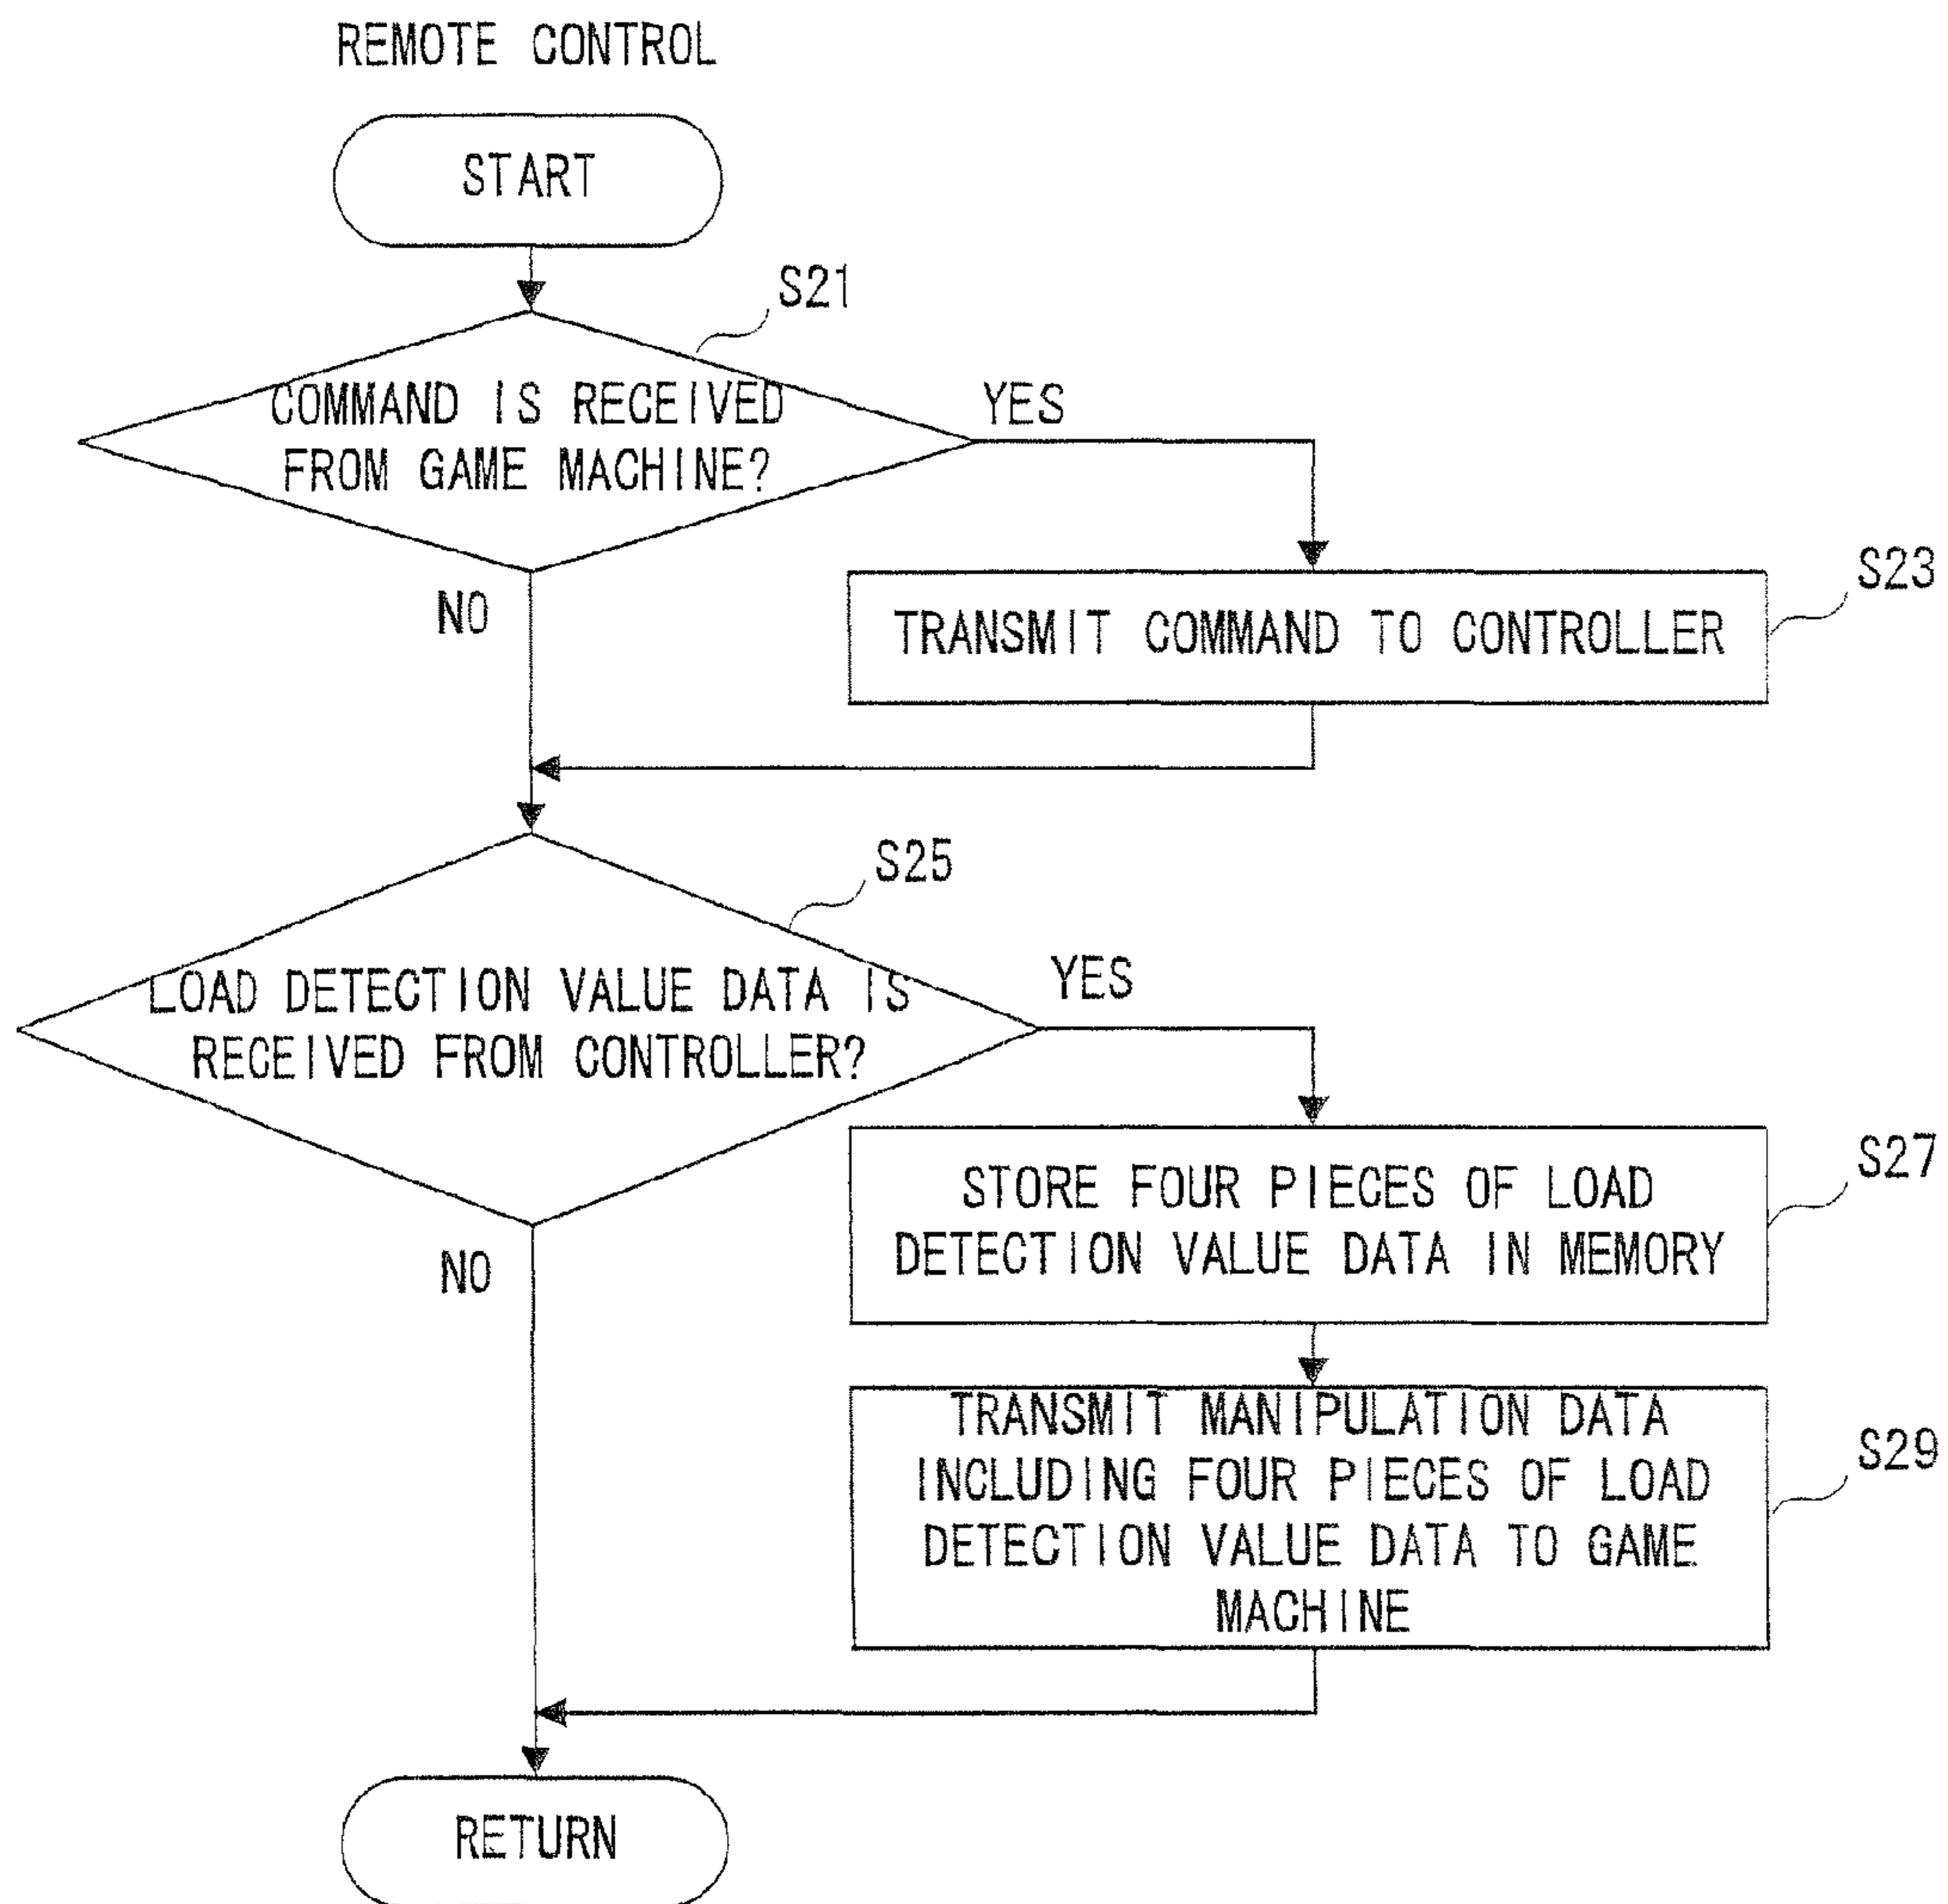 REMOTE CONTROL
START
S21
COMMAND IS RECEIVED
FROM GAME MACHINE?
YES
NO
S23
TRANSMIT COMMAND TO CONTROLLER
S25
LOAD DETECTION VALUE DATA IS
RECEIVED FROM CONTROLLER?
YES
NO
S27
STORE FOUR PIECES OF LOAD
DETECTION VALUE DATA IN MEMORY
S29
TRANSMIT MANIPULATION DATA
INCLUDING FOUR PIECES OF LOAD
DETECTION VALUE DATA TO GAME
MACHINE
RETURN